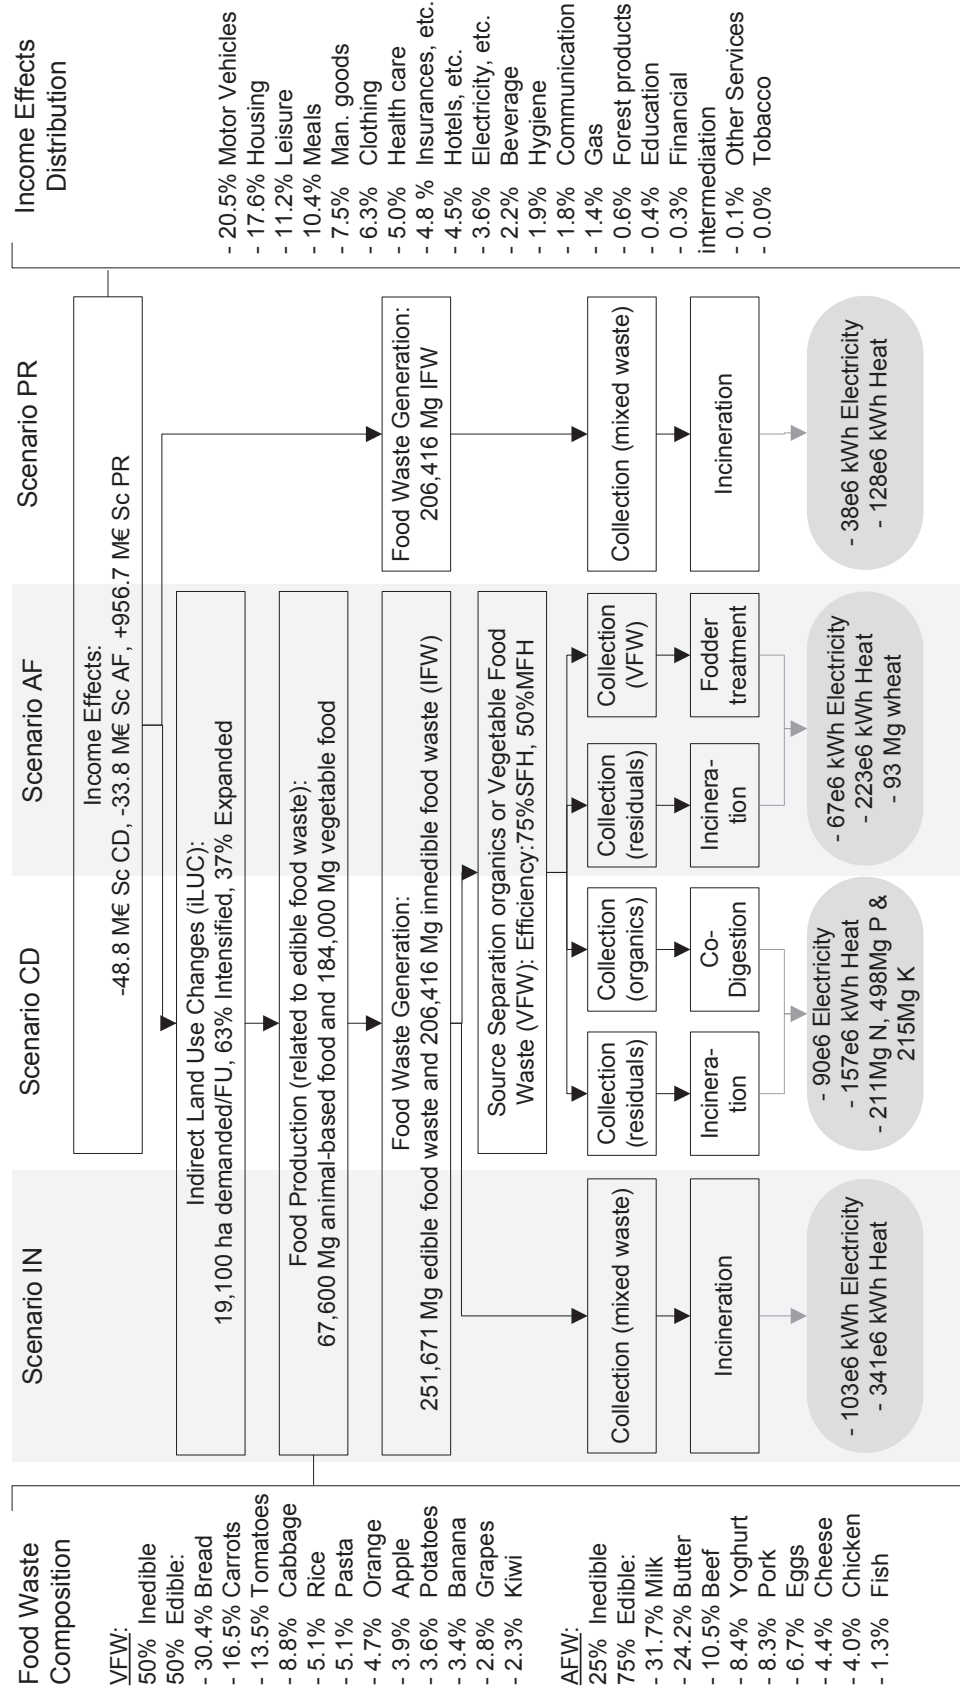 Food Waste
Composition
VFW:
50% Inedible
50% Edible:
- 30.4% Bread
- 16.5% Carrots
- 13.5% Tomatoes
- 8.8% Cabbage
- 5.1% Rice
- 5.1% Pasta
- 4.7% Orange
- 3.9% Apple
- 3.6% Potatoes
- 3.4% Banana
- 2.8% Grapes
- 2.3% Kiwi
AFW:
25% Inedible
75% Edible:
- 31.7% Milk
- 24.2% Butter
- 10.5% Beef
- 8.4% Yoghurt
- 8.3% Pork
- 6.7% Eggs
- 4.4% Cheese
- 4.0% Chicken
- 1.3% Fish
Scenario IN
Scenario CD
Scenario AF
Scenario PR
Income Effects:
-48.8 M€ Sc CD, -33.8 M€ Sc AF, +956.7 M€ Sc PR
Indirect Land Use Changes (iLUC):
19,100 ha demanded/FU, 63% Intensified, 37% Expanded
Food Production (related to edible food waste):
67,600 Mg animal-based food and 184,000 Mg vegetable food
Food Waste Generation:
251,671 Mg edible food waste and 206,416 Mg innedible food waste (IFW)
Food Waste Generation:
206,416 Mg IFW
Source Separation organics or Vegetable Food
Waste (VFW): Efficiency:75%SFH, 50%MFH
Collection (mixed waste)
Collection
(residuals)
Collection
(organics)
Collection
(residuals)
Collection
(VFW)
Collection (mixed waste)
Incineration
Incinera-
tion
Co-
Digestion
Incinera-
tion
Fodder
treatment
Incineration
- 103e6 kWh Electricity
- 341e6 kWh Heat
- 90e6 Electricity
- 157e6 kWh Heat
- 211Mg N, 498Mg P &
215Mg K
- 67e6 kWh Electricity
- 223e6 kWh Heat
- 93 Mg wheat
- 38e6 kWh Electricity
- 128e6 kWh Heat
Income Effects
Distribution
- 20.5% Motor Vehicles
- 17.6% Housing
- 11.2% Leisure
- 10.4% Meals
- 7.5% Man. goods
- 6.3% Clothing
- 5.0% Health care
- 4.8 % Insurances, etc.
- 4.5% Hotels, etc.
- 3.6% Electricity, etc.
- 2.2% Beverage
- 1.9% Hygiene
- 1.8% Communication
- 1.4% Gas
- 0.6% Forest products
- 0.4% Education
- 0.3% Financial
intermediation
- 0.1% Other Services
- 0.0% Tobacco